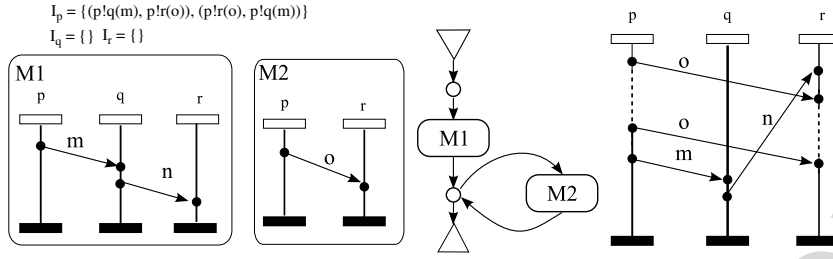 I_p = {(p!q(m), p!r(o)), (p!r(o), p!q(m))}
I_q = {} I_r = {}
M1
p q r
m
n
M2
p r
o
M1
M2
p q r
o
n
o
m